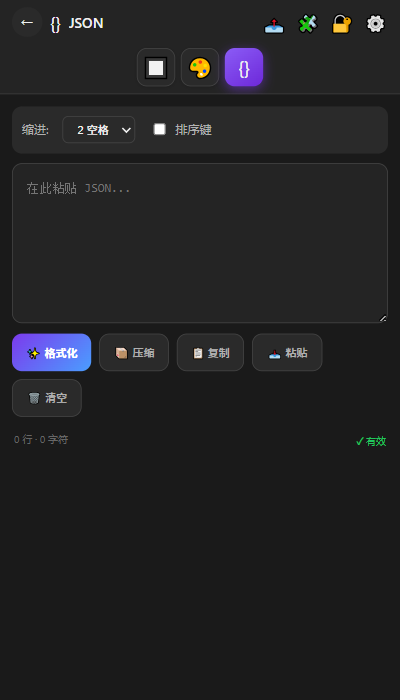 ← {} JSON
{}
缩进: 2 空格 排序键
在此粘贴 JSON...
格式化 压缩 复制 粘贴
清空
0 行 · 0 字符 ✓有效